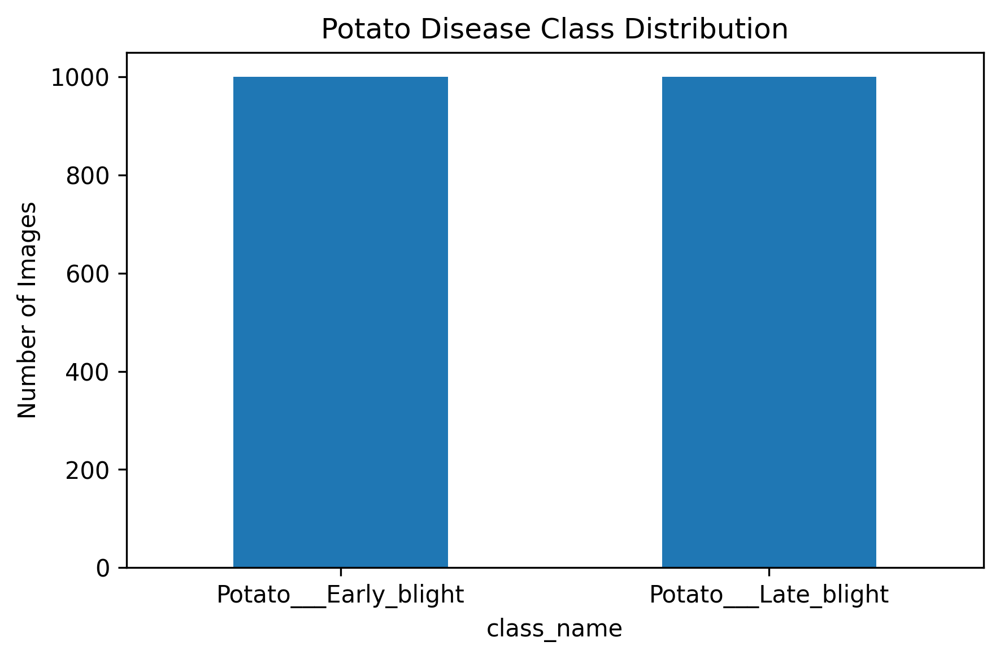 Potato Disease Class Distribution
1000
800
600
400
200
0
Number of Images
Potato___Early_blight
Potato___Late_blight
class_name